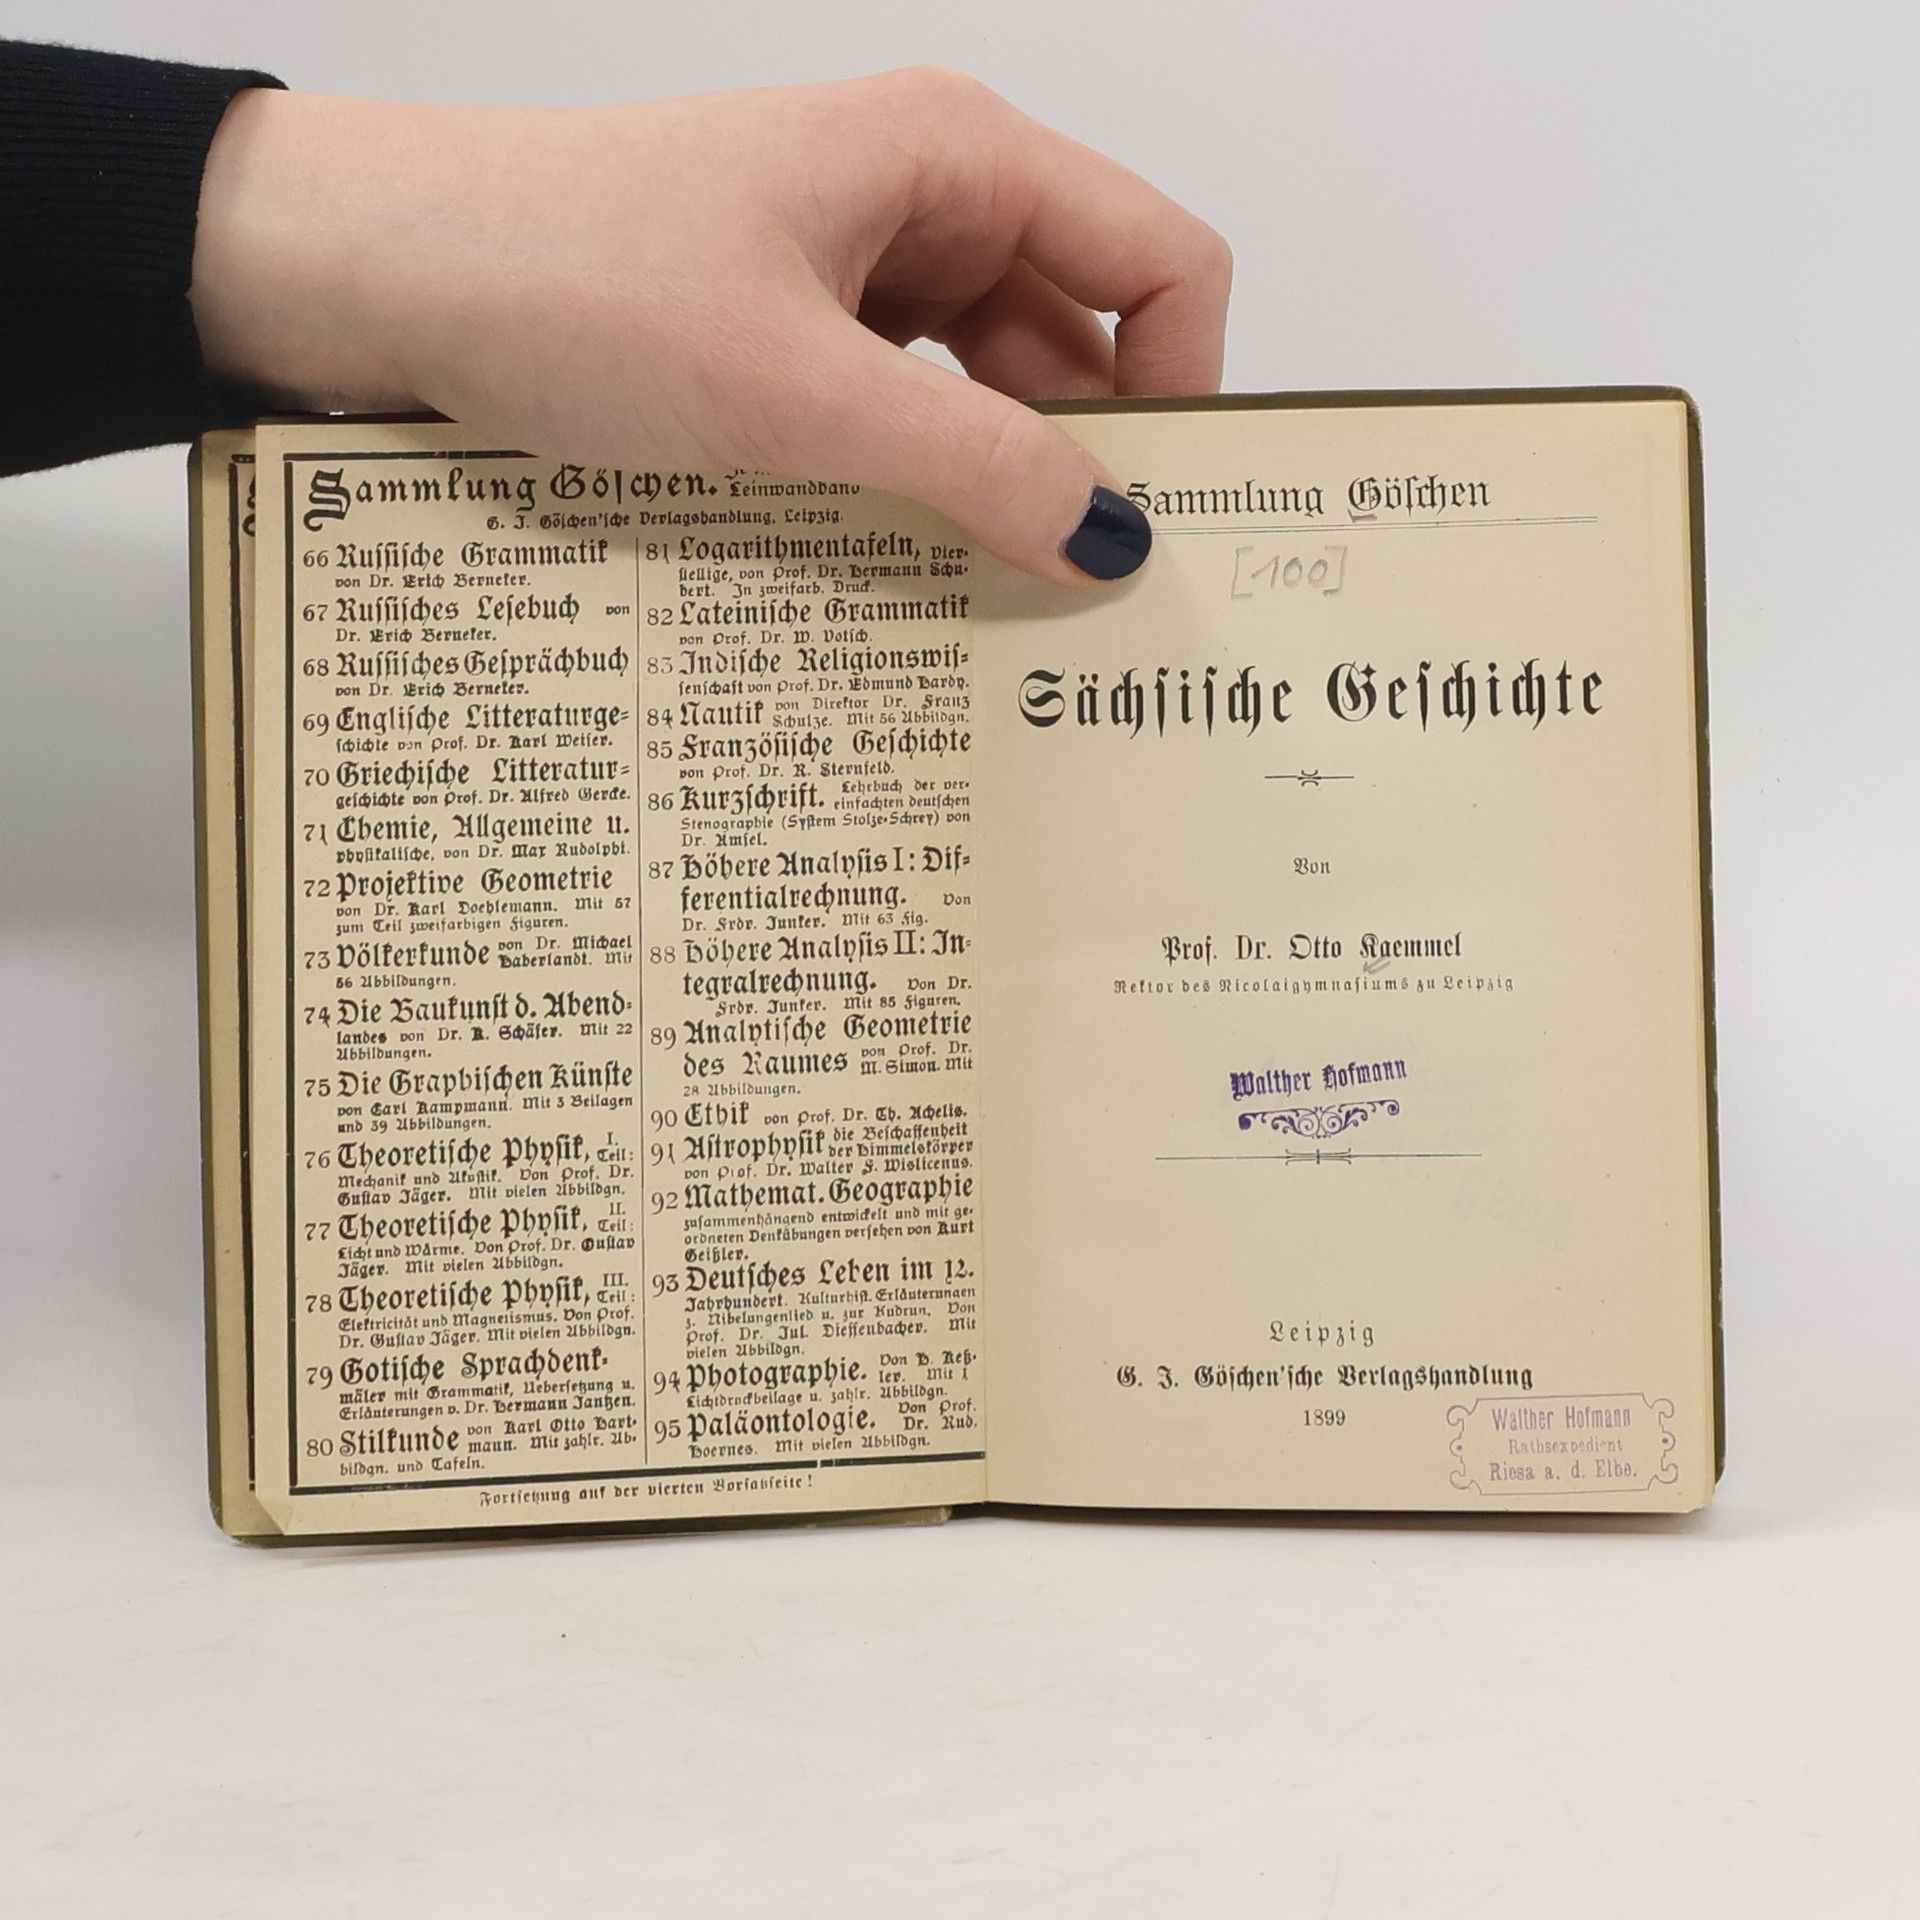 Sammlung Göschen.
Leinwandband
G. J. Göschen'sche Verlagshandlung, Leipzig.
66 Russische Grammatik
von Dr. Erich Berneker.
67 Russisches Lesebuch von
Dr. Erich Berneker.
68 Russisches Gesprächbuch
von Dr. Erich Berneker.
69 Englische Litteraturge-
schichte von Prof. Dr. Karl Weiser.
70 Griechische Litteratur-
geschichte von Prof. Dr. Alfred Gercke.
71 Chemie, Allgemeine u.
physikalische, von Dr. Max Rudolphi.
72 Projektive Geometrie
von Dr. Karl Doehlemann. Mit 57
zum Teil zweifarbigen Figuren.
73 Völkerkunde von Dr. Michael
Haberlandt. Mit
56 Abbildungen.
74 Die Baukunst d. Abend-
landes von Dr. K. Schäfer. Mit 22
Abbildungen.
75 Die Graphischen Künste
von Carl Kampmann. Mit 3 Beilagen
und 39 Abbildungen.
76 Theoretische Physik, I. Teil:
Mechanik und Akustik. Von Prof. Dr.
Gustav Jäger. Mit vielen Abbildgn.
77 Theoretische Physik, II. Teil:
Licht und Wärme. Von Prof. Dr. Gustav
Jäger. Mit vielen Abbildgn.
78 Theoretische Physik, III. Teil:
Elektricität und Magnetismus. Von Prof.
Dr. Gustav Jäger. Mit vielen Abbildgn.
79 Gotische Sprachdenk-
mäler mit Grammatik, Uebersetzung u.
Erläuterungen v. Dr. Hermann Jantzen.
80 Stilkunde von Karl Otto Hart-
mann. Mit zahlr. Ab-
bildgn. und Tafeln.
81 Logarithmentafeln, Vier-
stellige, von Prof. Dr. Hermann Schu-
bert. In zweifarb. Druck.
82 Lateinische Grammatik
von Prof. Dr. W. Votsch.
83 Indische Religionswis-
senschaft von Prof. Dr. Edmund Hardy.
84 Nautik von Direktor Dr. Franz
Schulze. Mit 56 Abbildgn.
85 Französische Geschichte
von Prof. Dr. R. Sternfeld.
86 Kurzschrift. Lehrbuch der ver-
einfachten deutschen
Stenographie (System Stolze-Schrey) von
Dr. Amsel.
87 Höhere Analysis I: Dif-
ferentialrechnung. Von
Dr. Frdr. Junker. Mit 63 Fig.
88 Höhere Analysis II: In-
tegralrechnung. Von Dr.
Frdr. Junker. Mit 85 Figuren.
89 Analytische Geometrie
des Raumes von Prof. Dr.
M. Simon. Mit
28 Abbildungen.
90 Ethik von Prof. Dr. Th. Achelis.
91 Astrophysik die Beschaffenheit
der Himmelskörper
von Prof. Dr. Walter F. Wislicenus.
92 Mathemat. Geographie
zusammenhängend entwickelt und mit ge-
ordneten Denkübungen versehen von Kurt
Geißler.
93 Deutsches Leben im 12.
Jahrhundert. Kulturhist. Erläuterungen
z. Nibelungenlied u. zur Kudrun. Von
Prof. Dr. Jul. Dieffenbacher. Mit
vielen Abbildgn.
94 Photographie. Von H. Keß-
ler. Mit 1
Lichtdruckbeilage u. zahlr. Abbildgn.
95 Paläontologie. Von Prof.
Dr. Rud.
Hoernes. Mit vielen Abbildgn.
Fortsetzung auf der vierten Vorsatzseite!
Sammlung Göschen
[100]
Sächsische Geschichte
Von
Prof. Dr. Otto Kaemmel
Rektor des Nicolaigymnasiums zu Leipzig
Walther Hofmann
Leipzig
G. J. Göschen'sche Verlagshandlung
1899
Walther Hofmann
Rathsexpedient
Riesa a. d. Elbe.